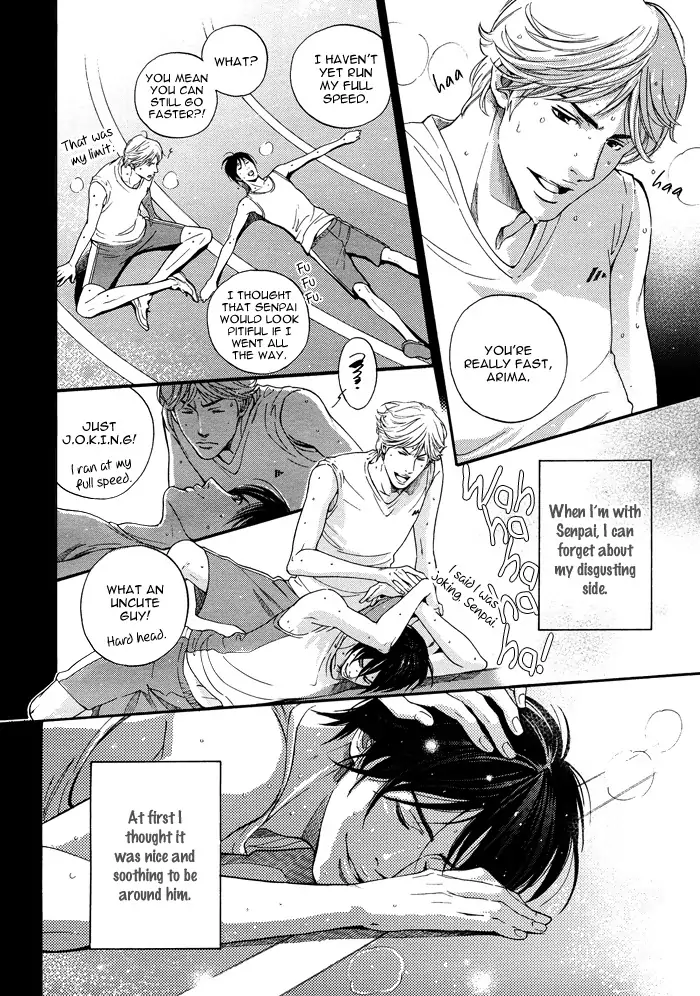 haa
haa
YOU'RE
REALLY FAST,
ARIMA.
I HAVEN'T
YET RUN
MY FULL
SPEED.
WHAT?
YOU MEAN
YOU CAN
STILL GO
FASTER?!
That was
my limit.
FU
FU
FU.
I THOUGHT
THAT SENPAI
WOULD LOOK
PITIFUL IF I
WENT ALL
THE WAY.
When I'm with
Senpai, I can
forget about
my disgusting
side.
Wah
ha
ha
ha
ha!
I said I was
joking, Senpai.
JUST
J.O.K.I.N.G!
I ran at my
full speed.
WHAT AN
UNCUTE
GUY!
Hard head.
At first I
thought it
was nice and
soothing to be
around him.